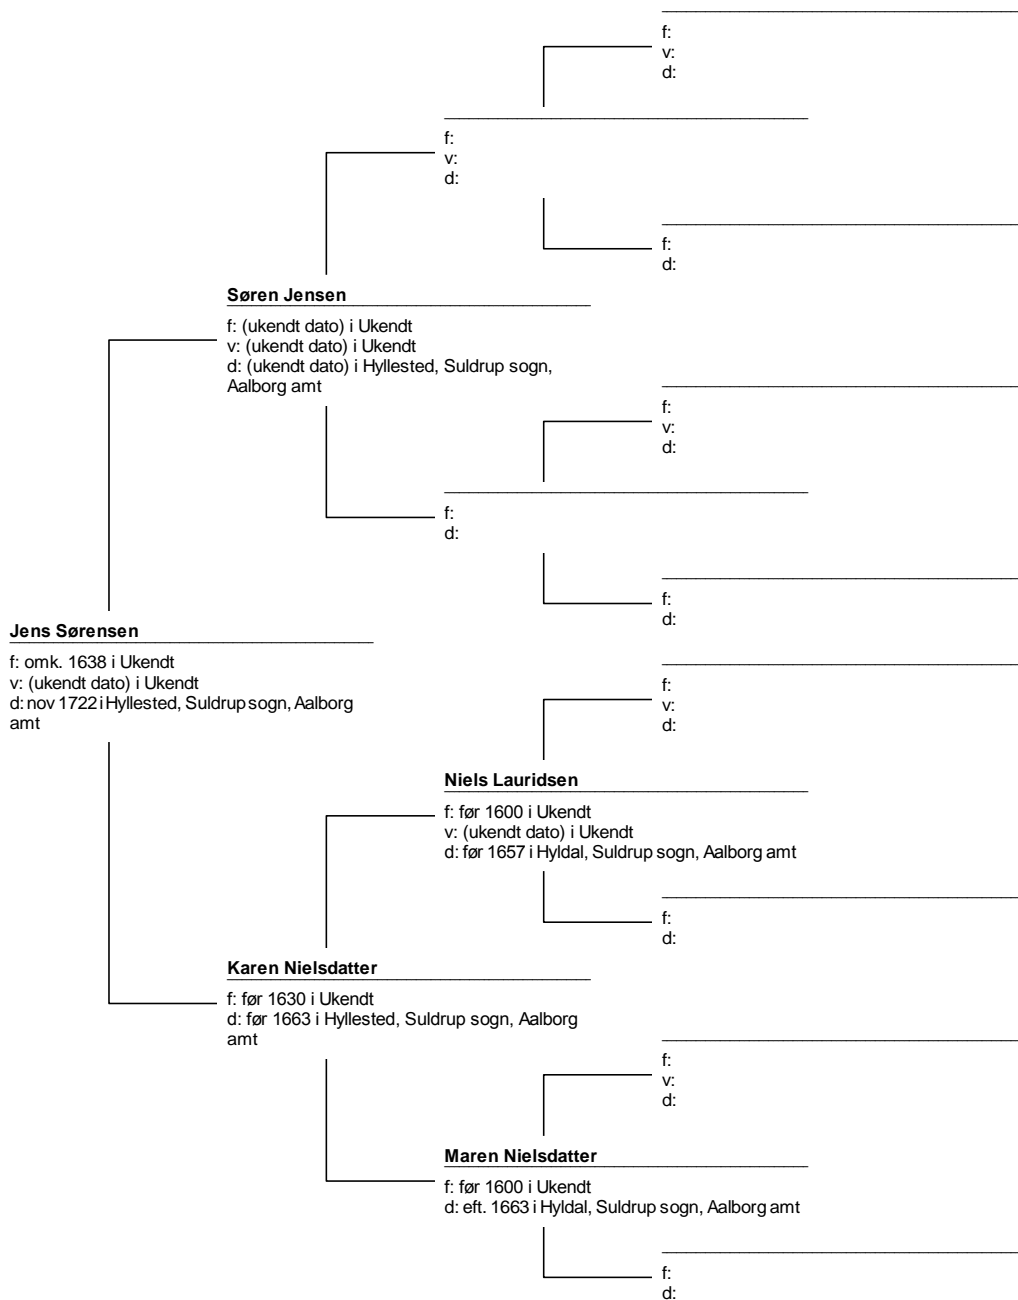 f:
v:
d:
f:
v:
d:
f:
d:
Søren Jensen
f: (ukendt dato) i Ukendt
v: (ukendt dato) i Ukendt
d: (ukendt dato) i Hyllested, Suldrup sogn,
Aalborg amt
f:
v:
d:
f:
d:
f:
d:
Jens Sørensen
f: omk. 1638 i Ukendt
v: (ukendt dato) i Ukendt
d: nov 1722 i Hyllested, Suldrup sogn, Aalborg
amt
f:
v:
d:
Niels Lauridsen
f: før 1600 i Ukendt
v: (ukendt dato) i Ukendt
d: før 1657 i Hyldal, Suldrup sogn, Aalborg amt
f:
d:
Karen Nielsdatter
f: før 1630 i Ukendt
d: før 1663 i Hyllested, Suldrup sogn, Aalborg
amt
f:
v:
d:
Maren Nielsdatter
f: før 1600 i Ukendt
d: eft. 1663 i Hyldal, Suldrup sogn, Aalborg amt
f:
d: